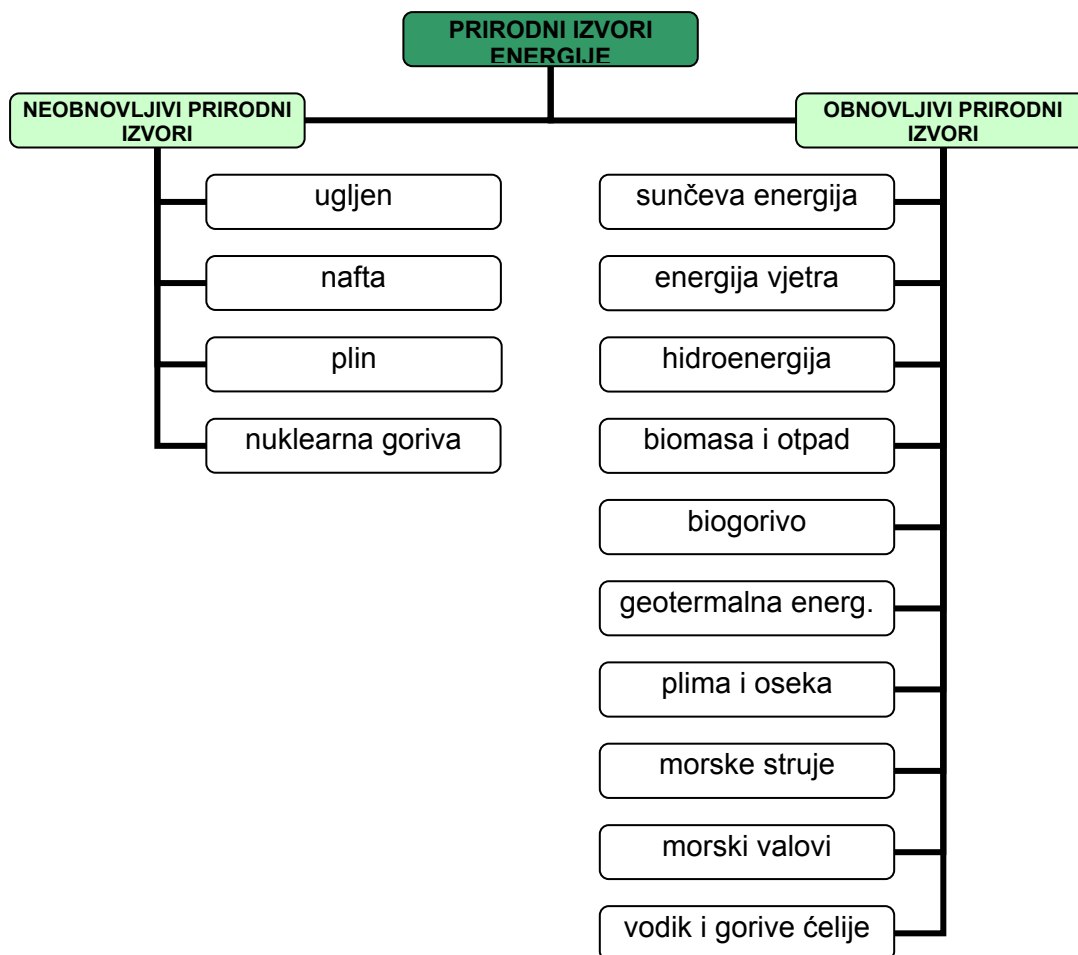 PRIRODNI IZVORI
ENERGIJE
NEOBNOVLJIVI PRIRODNI
IZVORI
ugljen
nafta
plin
nuklearna goriva
OBNOVLJIVI PRIRODNI
IZVORI
sunčeva energija
energija vjetra
hidroenergija
biomasa i otpad
biogorivo
geotermalna energ.
plima i oseka
morske struje
morski valovi
vodik i gorive ćelije